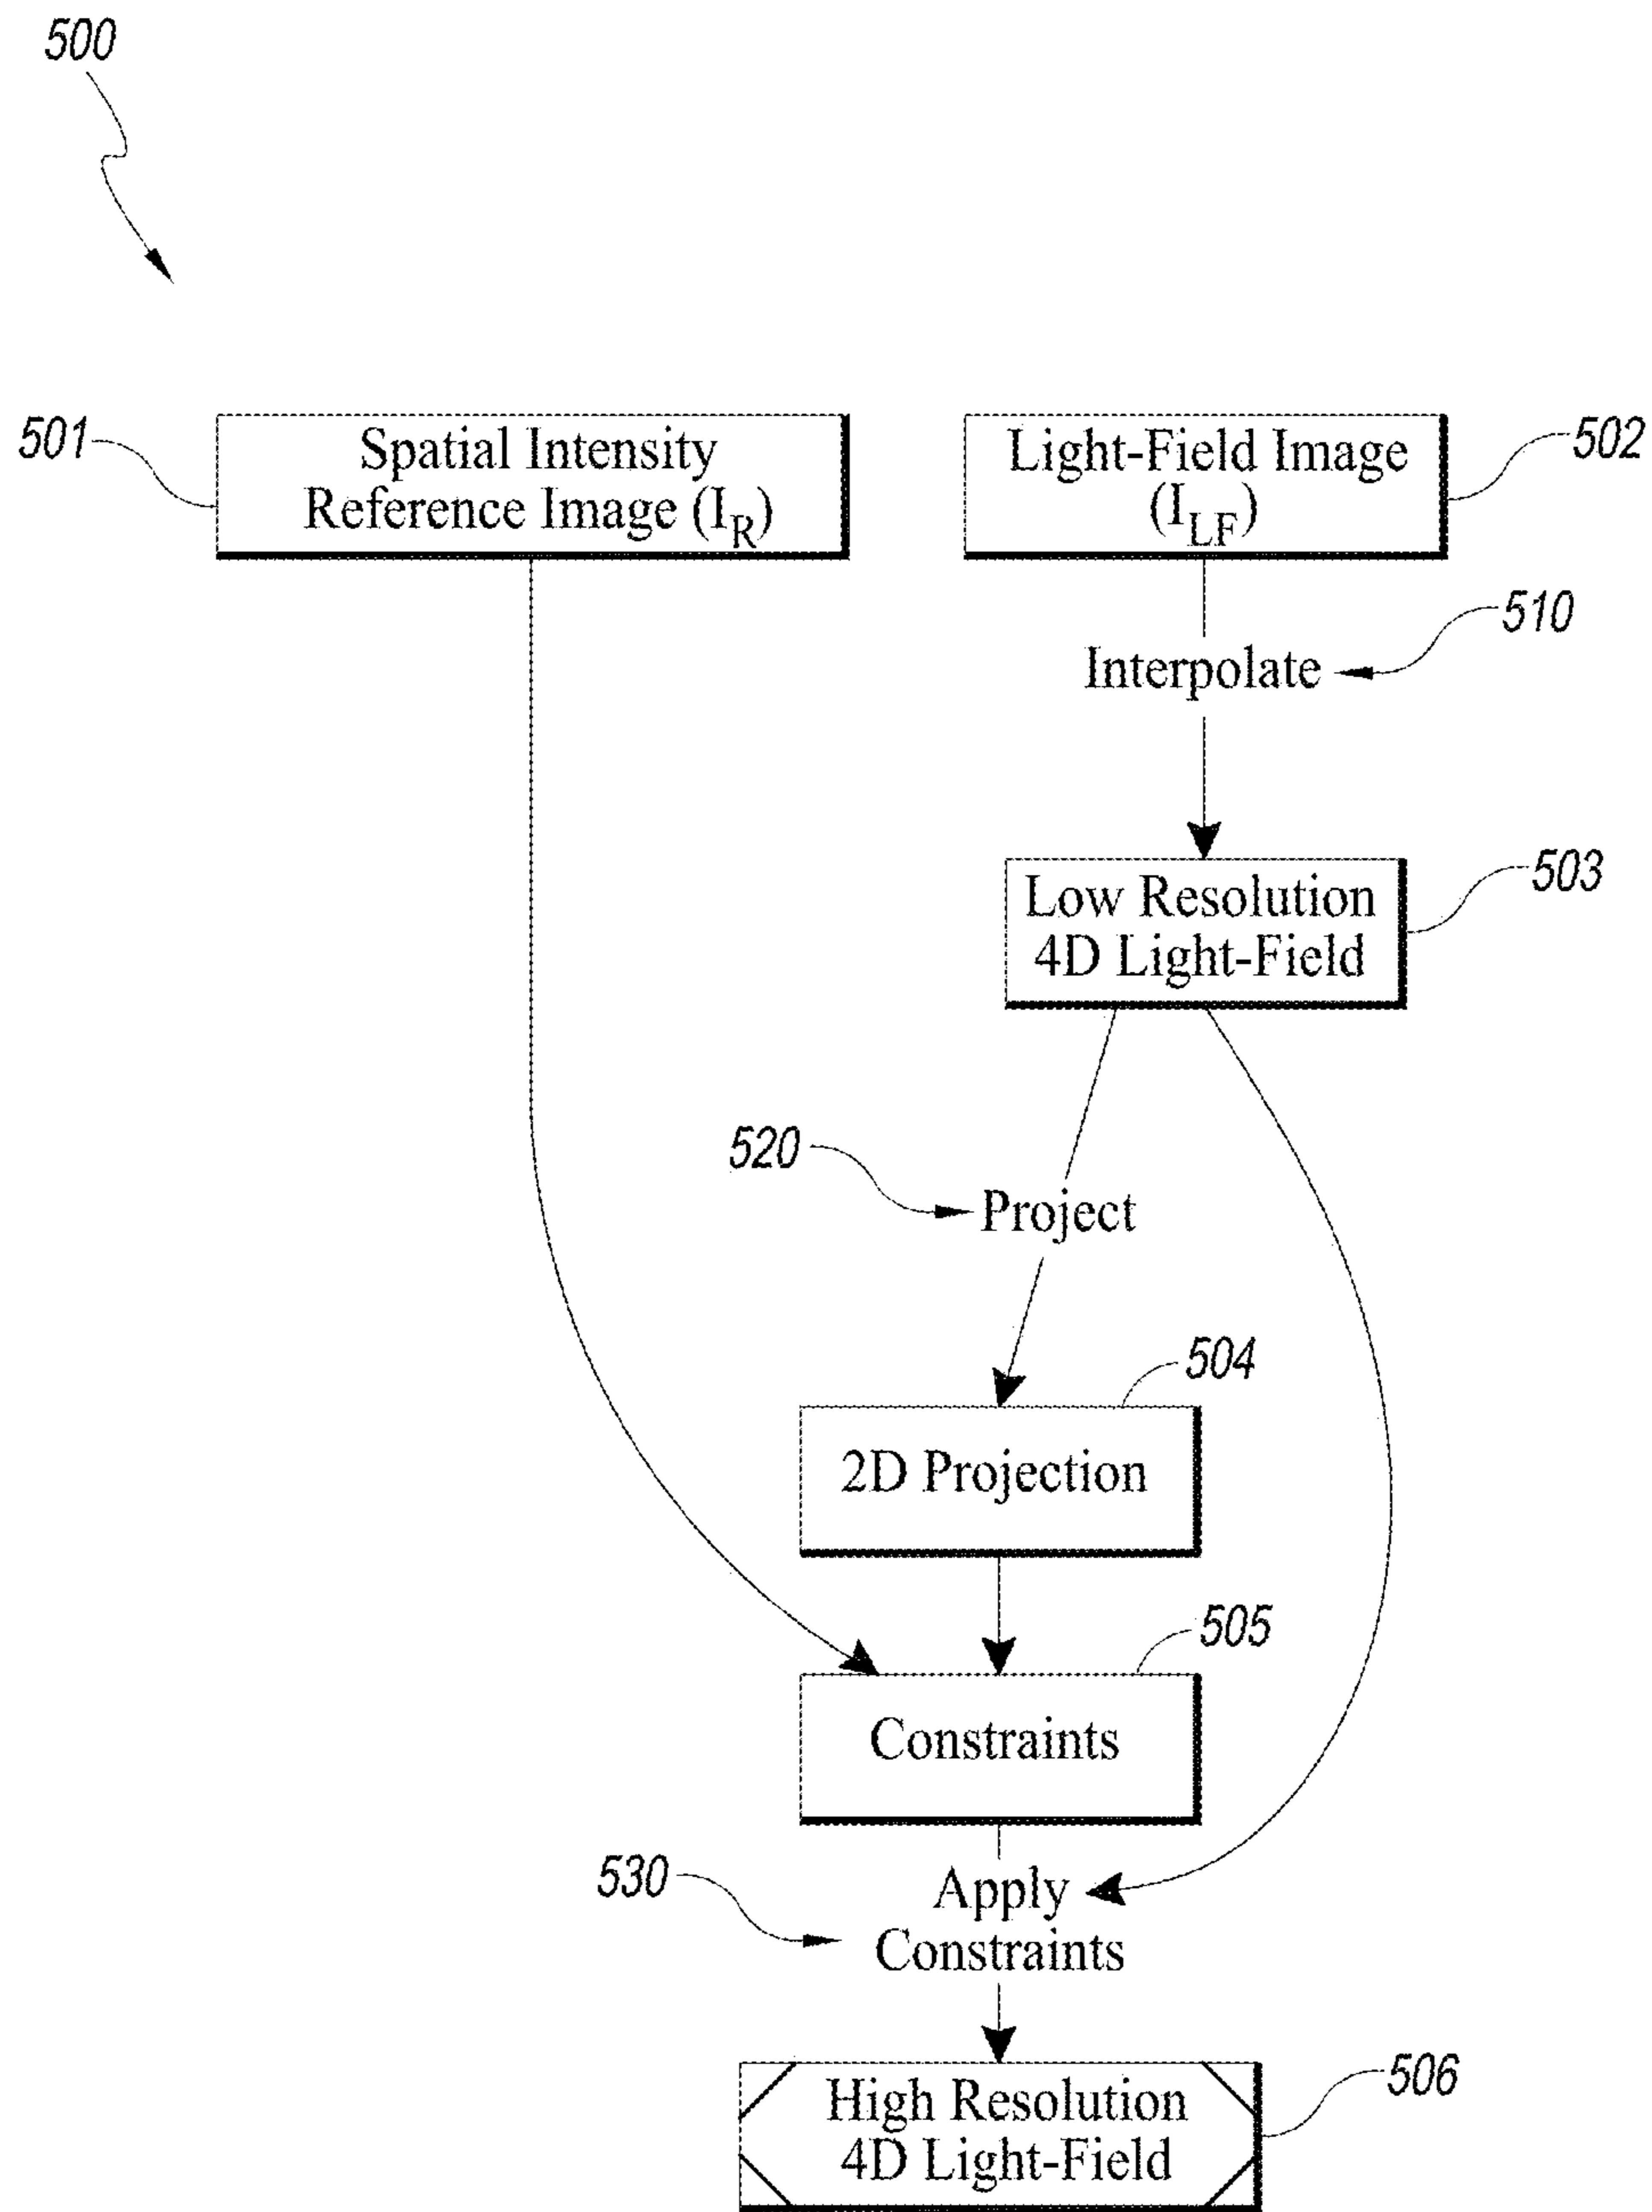 500
501
Spatial Intensity
Reference Image (I_R)
Light-Field Image
(I_LF)
502
510
Interpolate
503
Low Resolution
4D Light-Field
520
Project
504
2D Projection
505
Constraints
530
Apply
Constraints
506
High Resolution
4D Light-Field